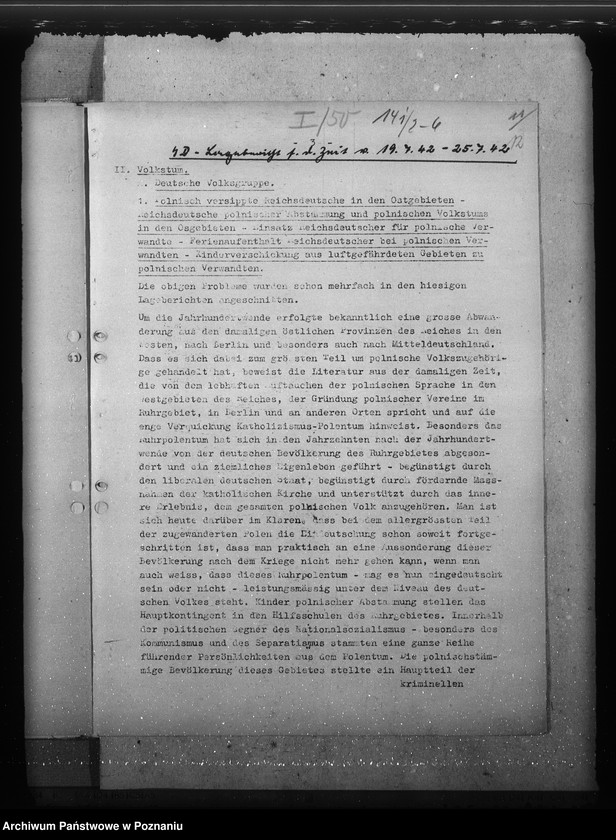 I/50 141/2-6
12
SD - Lagebericht f. d. Zeit v. 19.7.42 - 25.7.42
II. Volkstum.
Deutsche Volksgruppe.
1. Polnisch versippte Reichsdeutsche in den Ostgebieten -
Reichsdeutsche polnischer Abstammung und polnischen Volkstums
in den Osgebieten - Einsatz Reichsdeutscher für polnische Ver-
wandte - Ferienaufenthalt Reichsdeutscher bei polnischen Ver-
wandten - Kinderverschickung aus luftgefährdeten Gebieten zu
polnischen Verwandten.
Die obigen Probleme wurden schon mehrfach in den hiesigen
Lageberichten angeschnitten.
Um die Jahrhundertwende erfolgte bekanntlich eine grosse Abwan-
derung aus den damaligen östlichen Provinzen des Reiches in den
Westen, nach Berlin und besonders auch nach Mitteldeutschland.
Dass es sich dabei zum grössten Teil um polnische Volkszugehöri-
ge gehandelt hat, beweist die Literatur aus der damaligen Zeit,
die von dem lebhaften Auftauchen der polnischen Sprache in den
Westgebieten des Reiches, der Gründung polnischer Vereine im
Ruhrgebiet, in Berlin und an anderen Orten spricht und auf die
enge Verquickung Katholizismus-Polentum hinweist. Besonders das
Ruhrpolentum hat sich in den Jahrzehnten nach der Jahrhundert-
wende von der deutschen Bevölkerung des Ruhrgebietes abgeson-
dert und ein ziemliches Eigenleben geführt - begünstigt durch
den liberalen deutschen Staat, begünstigt durch fördernde Mass-
nahmen der katholischen Kirche und unterstützt durch das inne-
re Erlebnis, dem gesamten polnischen Volk anzugehören. Man ist
sich heute darüber im Klaren, dass bei dem allergrössten Teil
der zugewanderten Polen die Eindeutschung schon soweit fortge-
schritten ist, dass man praktisch an eine Aussonderung dieser
Bevölkerung nach dem Kriege nicht mehr gehen kann, wenn man
auch weiss, dass dieses Ruhrpolentum - mag es nun eingedeutscht
sein oder nicht - leistungsmässig unter dem Niveau des deut-
schen Volkes steht. Kinder polnischer Abstammung stellen das
Hauptkontingent in den Hilfsschulen des Ruhrgebietes. Innerhalb
der politischen Gegner des Nationalsozialismus - besonders des
Kommunismus und des Separatismus stammten eine ganze Reihe
führender Persönlichkeiten aus dem Polentum. Die polnischstäm-
mige Bevölkerung dieses Gebietes stellte ein Hauptteil der
kriminellen
Archiwum Państwowe w Poznaniu